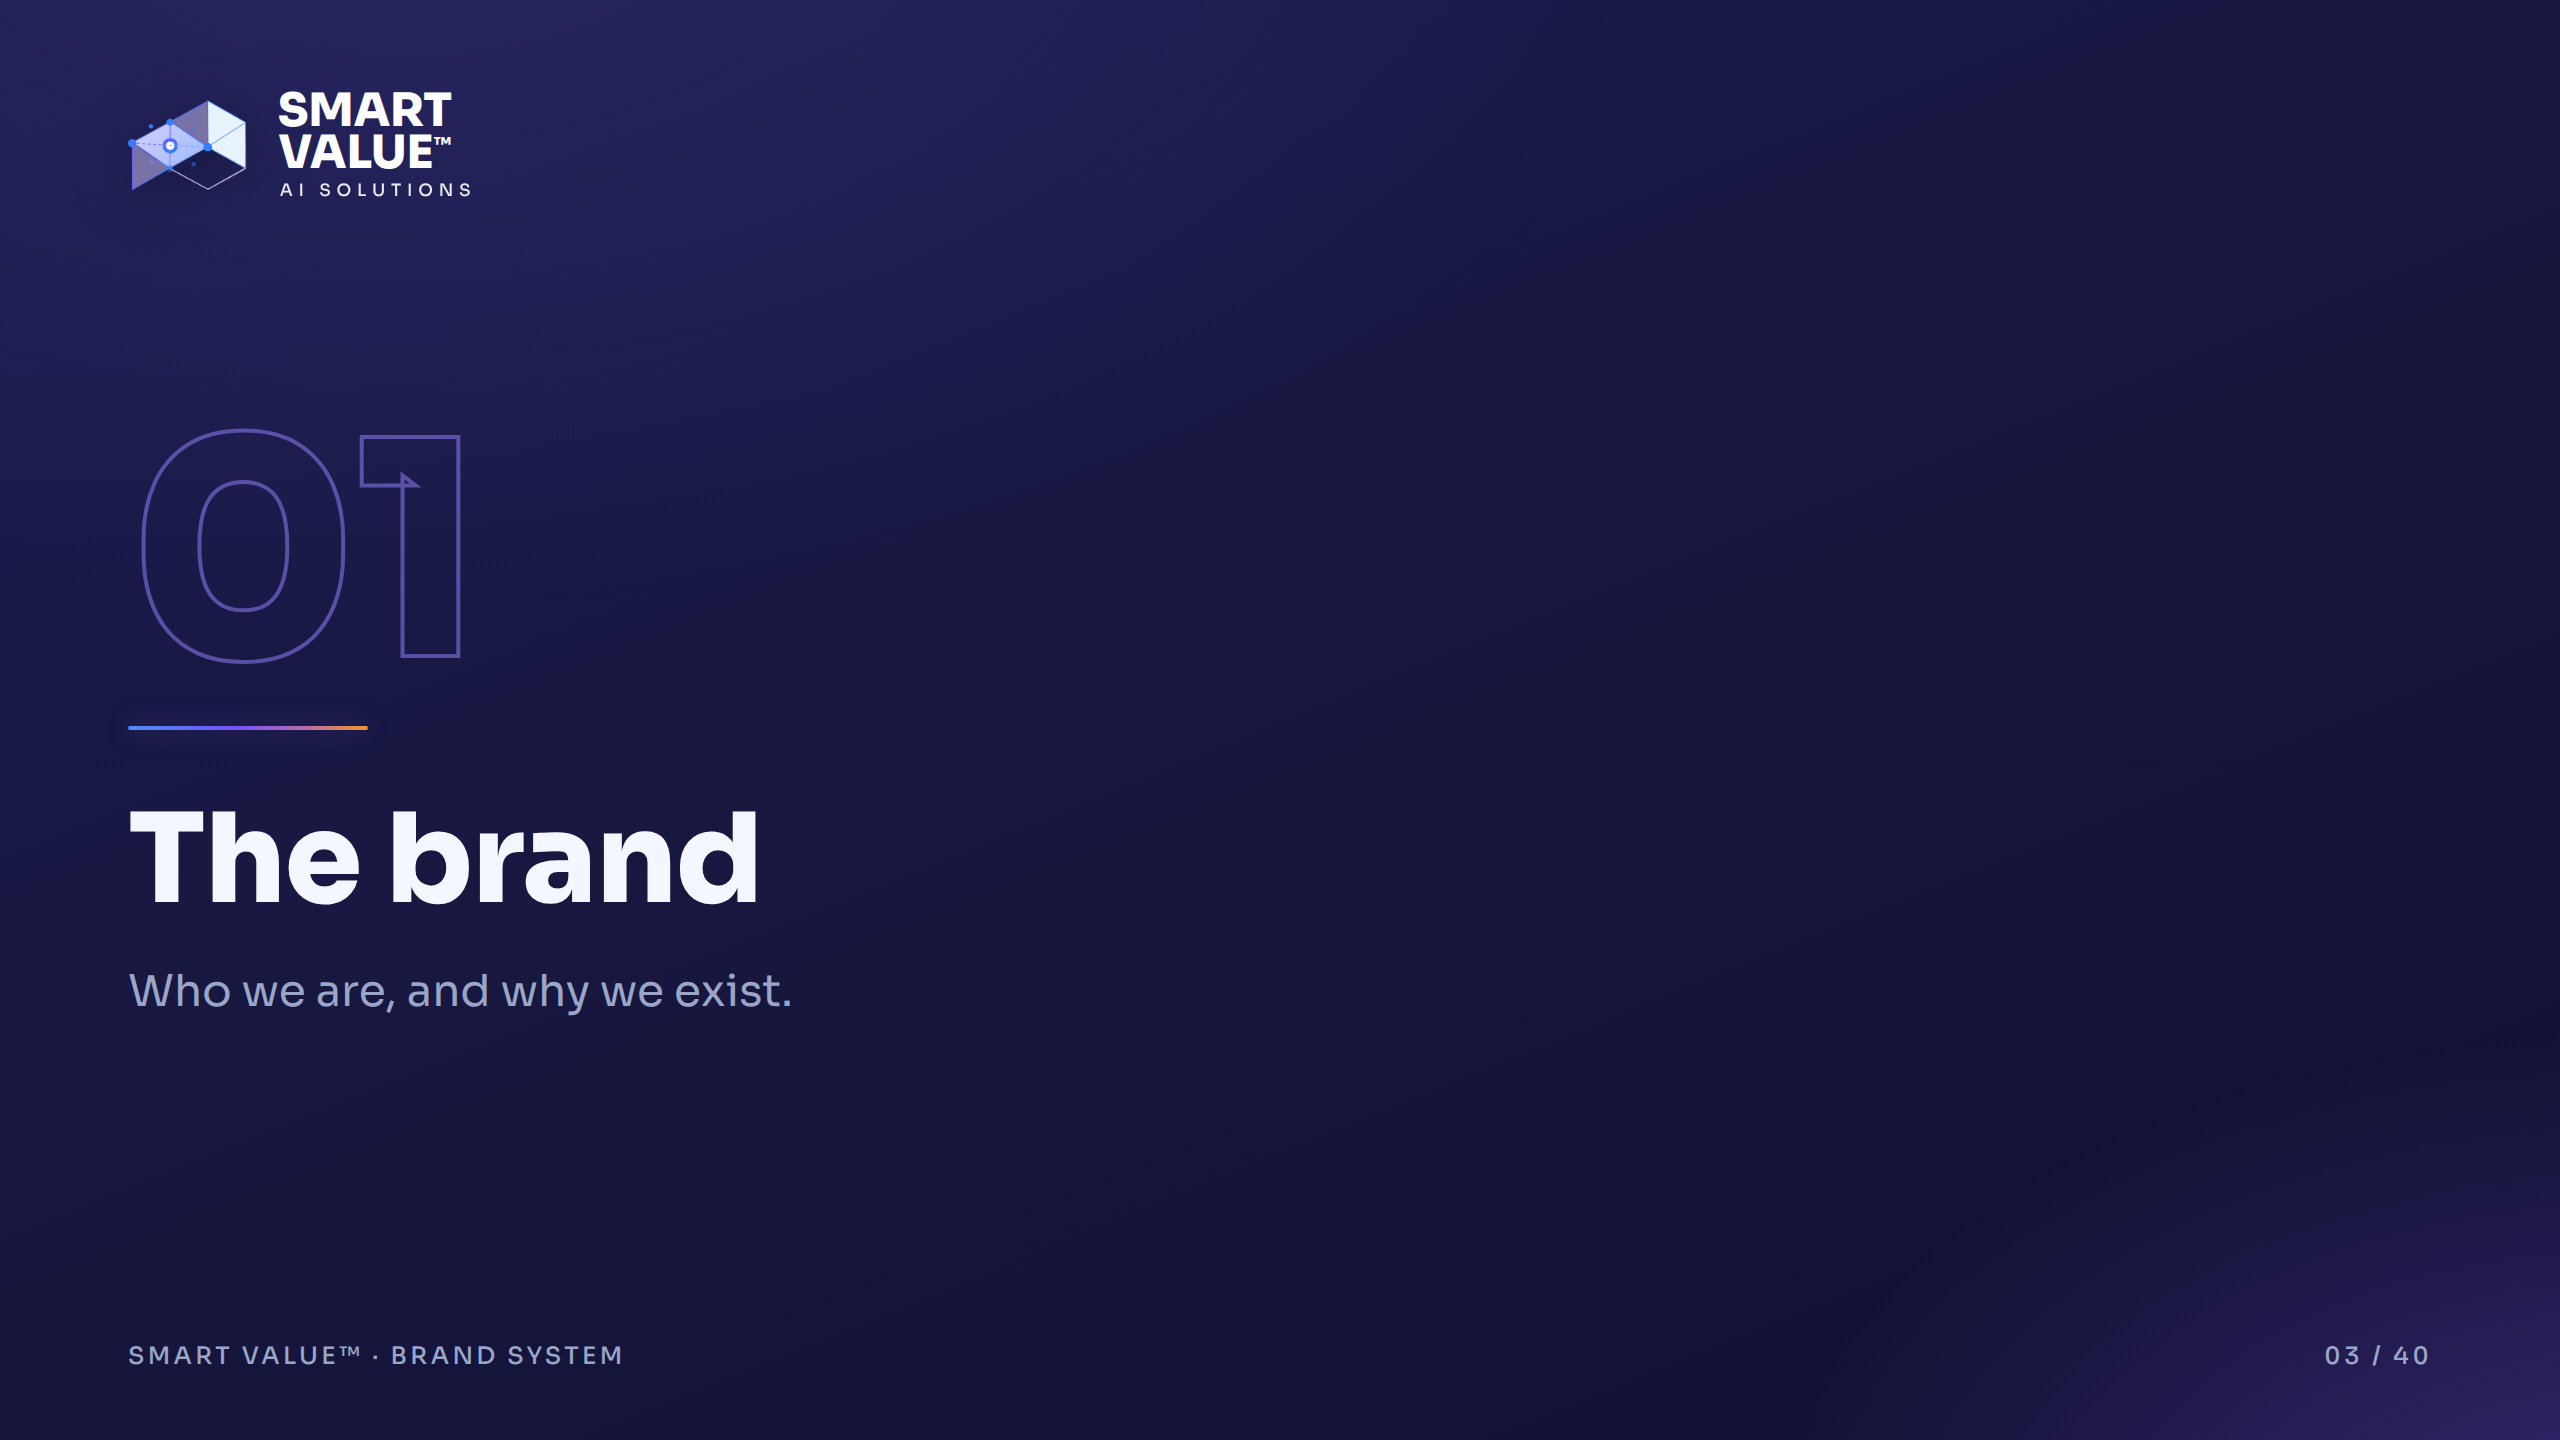 SMART
VALUE™
AI SOLUTIONS
01
The brand
Who we are, and why we exist.
SMART VALUE™ · BRAND SYSTEM
03 / 40